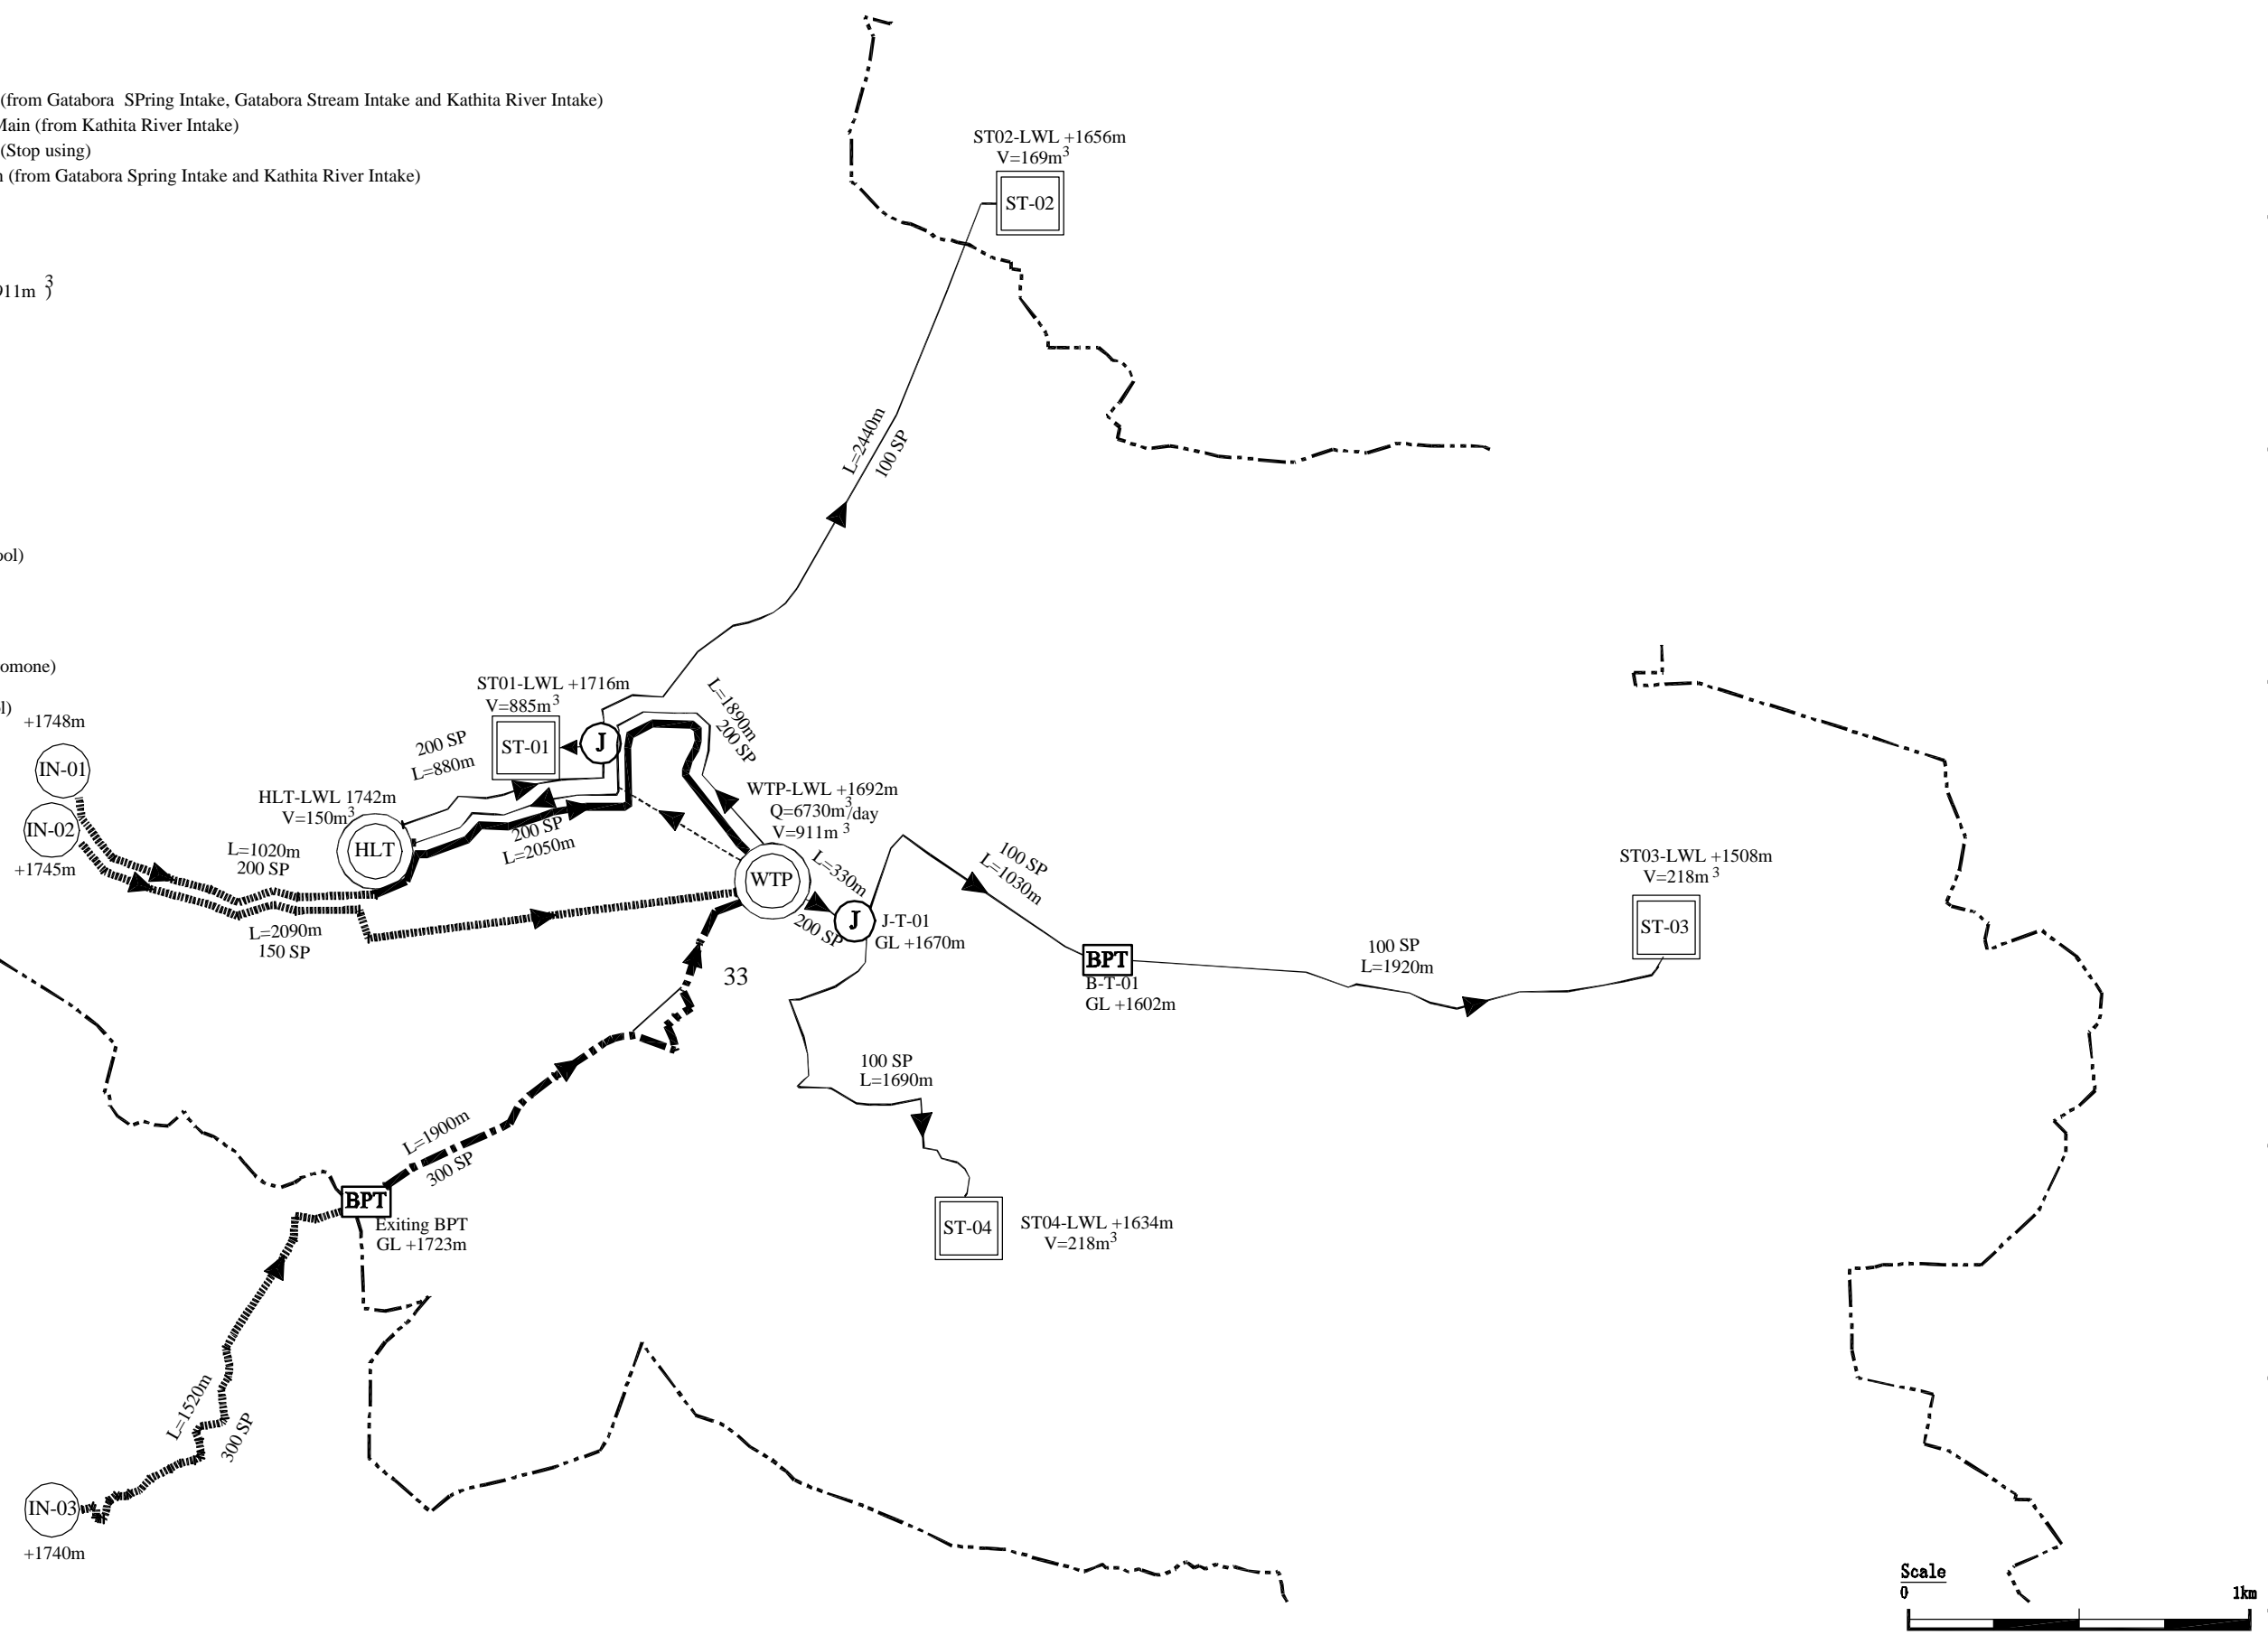 (from Gatabora  SPring Intake, Gatabora Stream Intake and Kathita River Intake)
Main (from Kathita River Intake)
(Stop using)
(from Gatabora Spring Intake and Kathita River Intake)
911m 3)
ool)
omone)
l)
ST02-LWL +1656m
V=169m3
ST-02
L=2440m
100 SP
ST01-LWL +1716m
V=885m3
ST-01
J
L=1890m
200 SP
200 SP
L=880m
+1748m
IN-01
IN-02
+1745m
HLT-LWL 1742m
V=150m3
HLT
L=1020m
200 SP
200 SP
L=2050m
L=2090m
150 SP
WTP-LWL +1692m
Q=6730m3/day
V=911m 3
WTP
L=330m
200 SP
J
J-T-01
GL +1670m
100 SP
L=1030m
BPT
B-T-01
GL +1602m
100 SP
L=1920m
ST03-LWL +1508m
V=218m3
ST-03
33
100 SP
L=1690m
ST-04
ST04-LWL +1634m
V=218m3
L=1900m
300 SP
BPT
Exiting BPT
GL +1723m
L=1520m
300 SP
IN-03
+1740m
Scale
0
1km